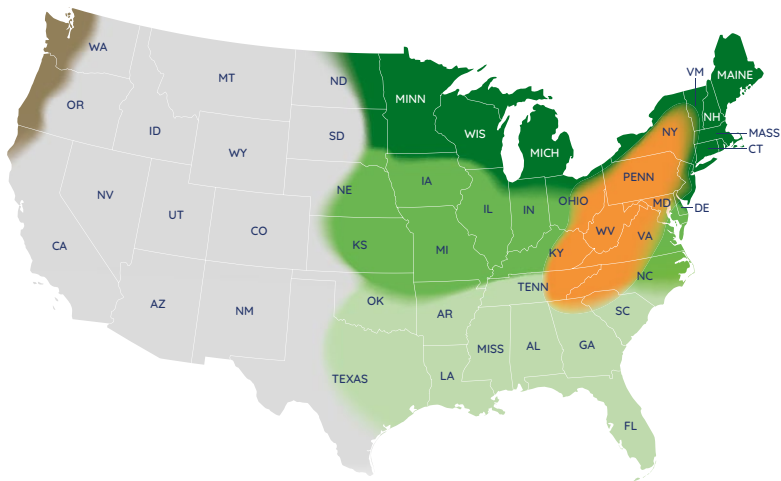 WA
MT
ND
MINN
VM
MAINE
OR
ID
SD
WIS
MICH
NY
NH
MASS
CT
WY
NE
IA
IL
IN
OHIO
PENN
MD
DE
NV
UT
CO
KS
MI
KY
WV
VA
CA
AZ
NM
OK
AR
TENN
NC
SC
TEXAS
LA
MISS
AL
GA
FL